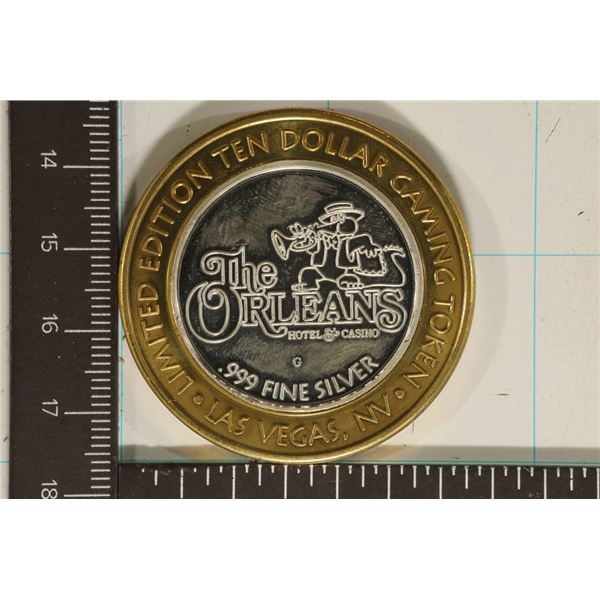 LIMITED EDITION TEN DOLLAR GAMING TOKEN
• LAS VEGAS, NV •
The
ORLEANS
HOTEL & CASINO
G
.999 FINE SILVER
14
15
16
17
18